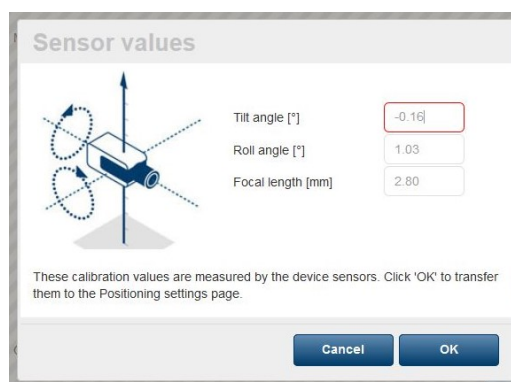 Sensor values
Tilt angle [°] -0.16
Roll angle [°] 1.03
Focal length [mm] 2.80
These calibration values are measured by the device sensors. Click 'OK' to transfer
them to the Positioning settings page.
Cancel OK